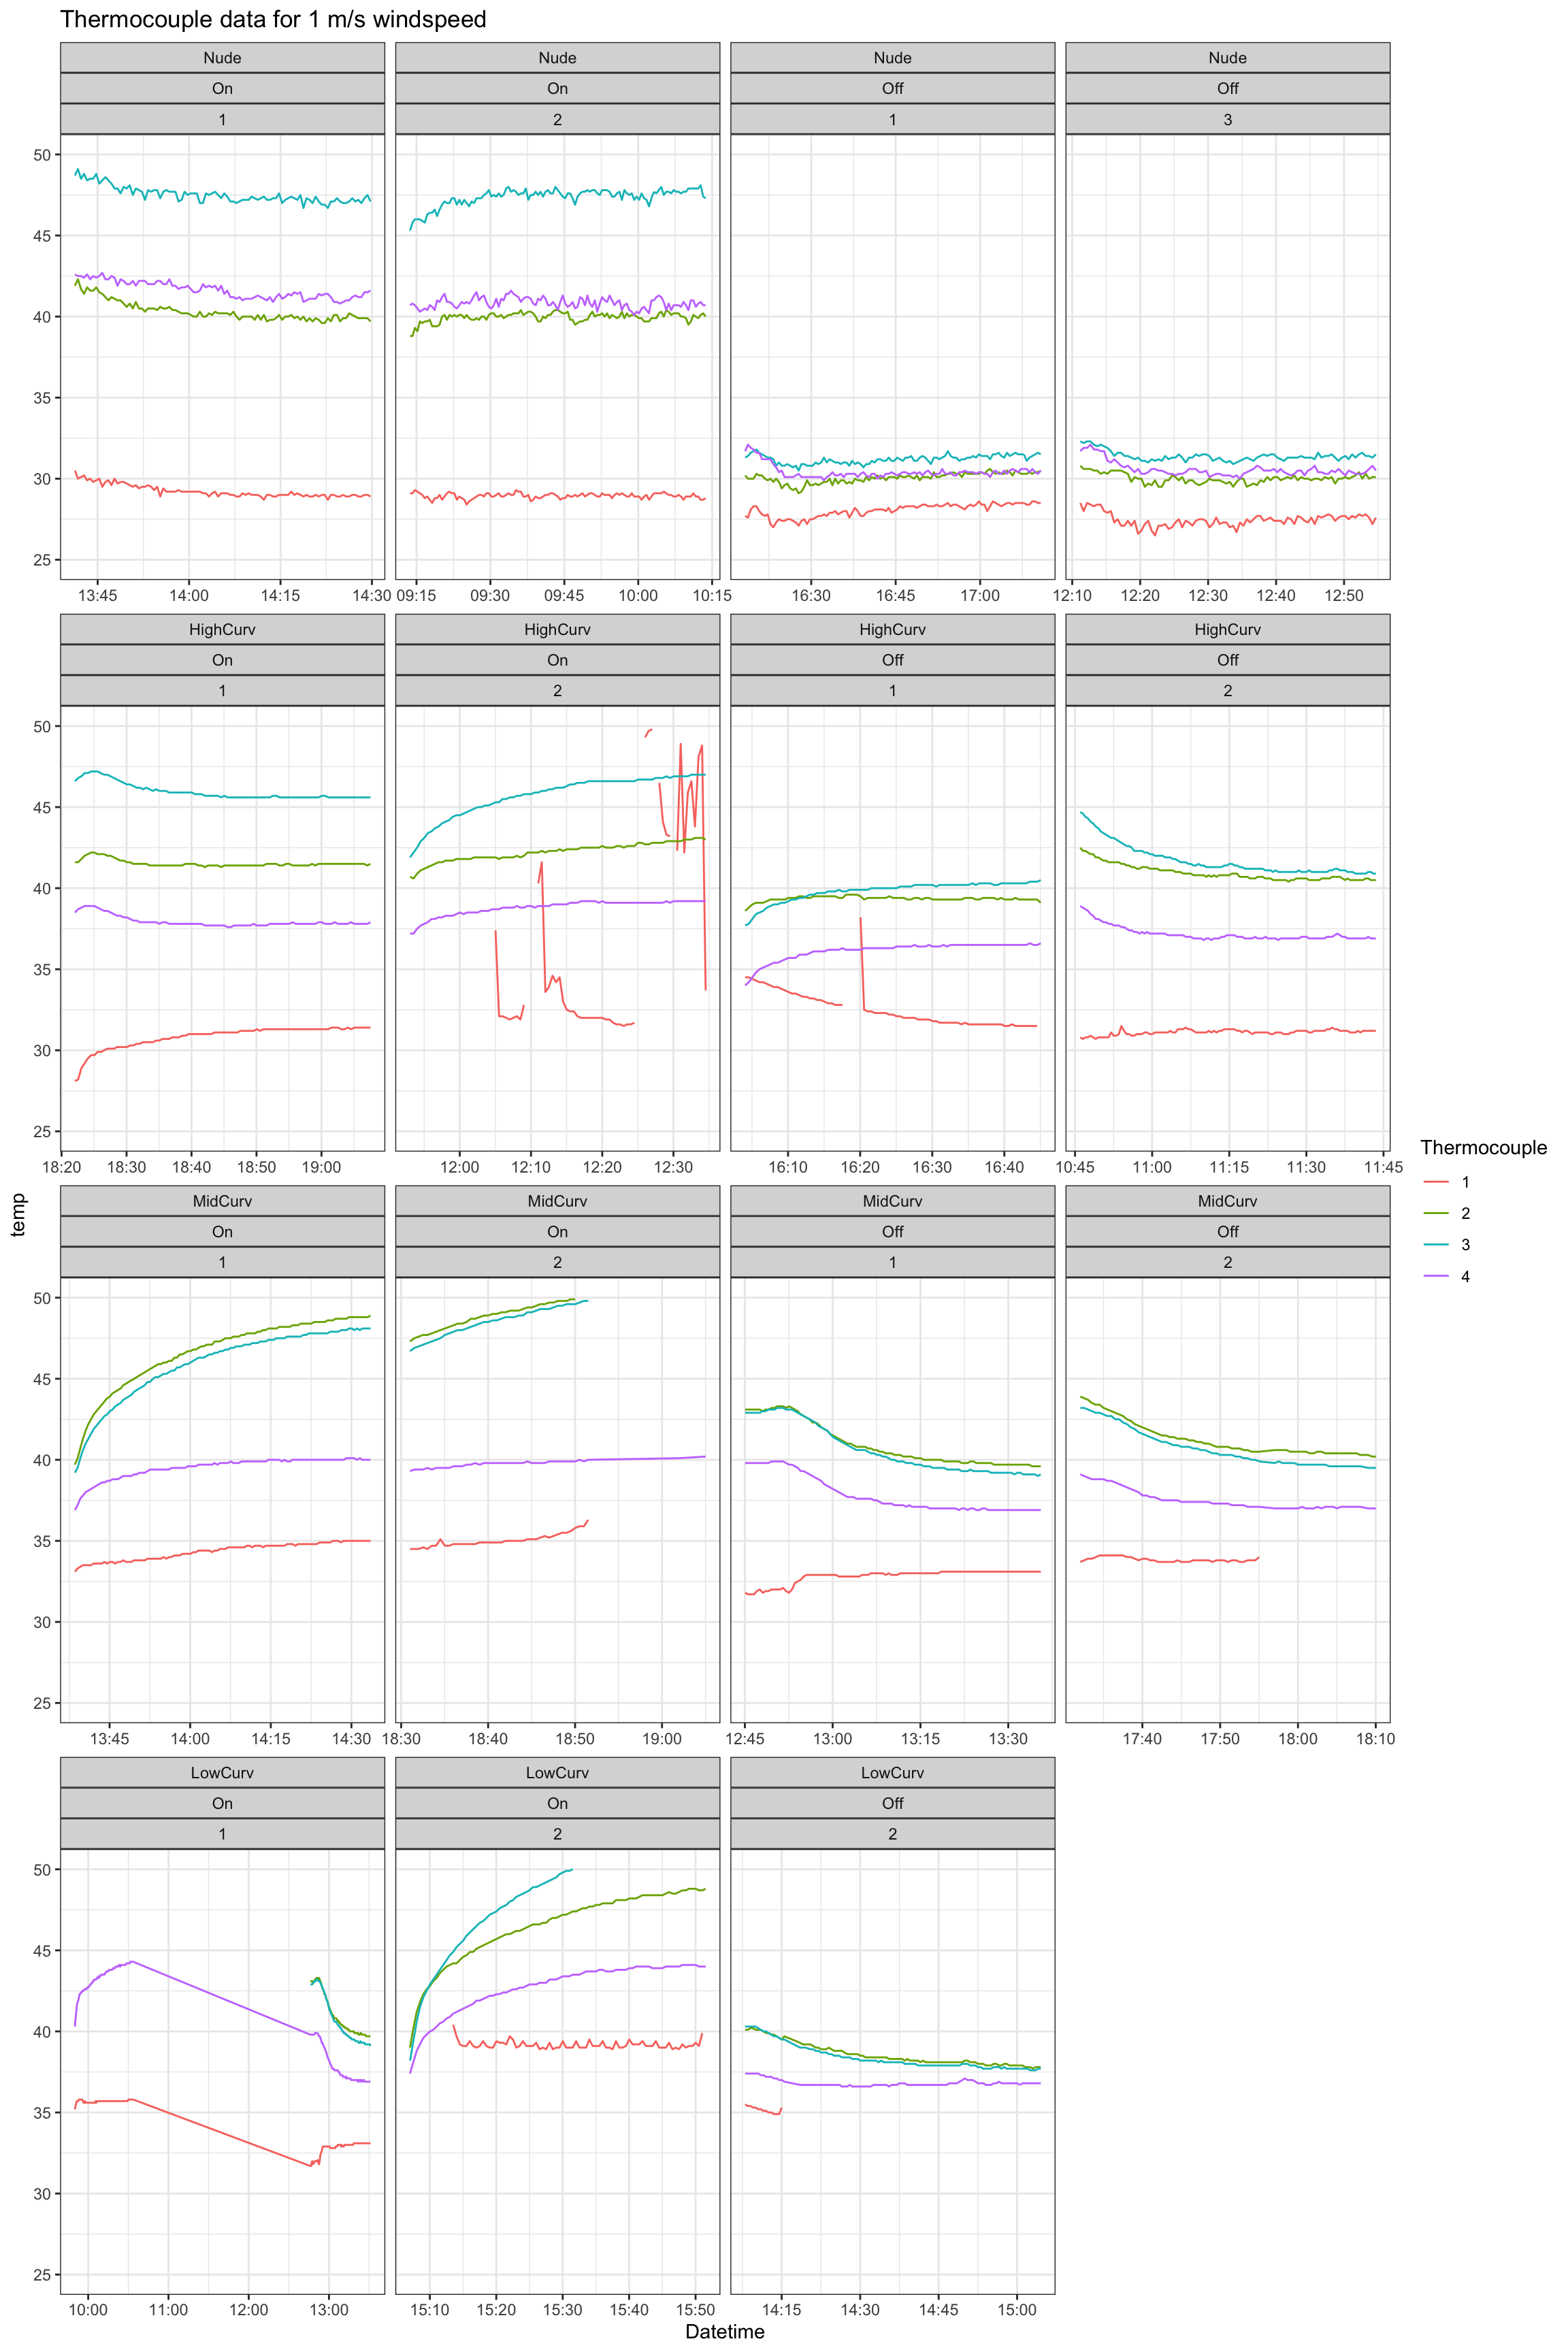 Thermocouple data for 1 m/s windspeed
Nude Nude Nude Nude
On On Off Off
1 2 1 3
50
45
40
35
30
25
13:45 14:00 14:15 14:30 09:15 09:30 09:45 10:00 10:15 16:30 16:45 17:00 12:10 12:20 12:30 12:40 12:50
HighCurv HighCurv HighCurv HighCurv
On On Off Off
1 2 1 2
50
45
40
35
30
25
18:20 18:30 18:40 18:50 19:00 12:00 12:10 12:20 12:30 16:10 16:20 16:30 16:40 10:45 11:00 11:15 11:30 11:45
Thermocouple
1
2
3
4
temp
MidCurv MidCurv MidCurv MidCurv
On On Off Off
1 2 1 2
50
45
40
35
30
25
13:45 14:00 14:15 14:30 18:30 18:40 18:50 19:00 12:45 13:00 13:15 13:30 17:40 17:50 18:00 18:10
LowCurv LowCurv LowCurv
On On Off
1 2 2
50
45
40
35
30
25
10:00 11:00 12:00 13:00 15:10 15:20 15:30 15:40 15:50 14:15 14:30 14:45 15:00
Datetime